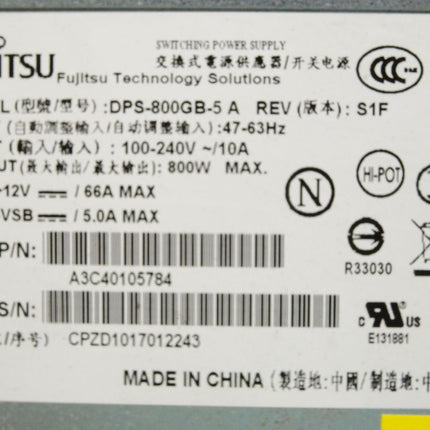 ITSU
SWITCHING POWER SUPPLY
交換式電源供應器/开关电源
Fujitsu Technology Solutions
CCC
L (型號/型号) :DPS-800GB-5 A REV (版本): S1F
(自動調整輸入/自动调整输入) :47-63Hz
(輸入/输入) : 100-240V ~/10A
UT(最大輸出/最大输出): 800W MAX.
12V / 66A MAX
VSB / 5.0A MAX
N
HI-POT
P/N:
A3C40105784
R33030
S/N:
/序号) CPZD1017012243
c RU US
E131881
MADE IN CHINA (製造地:中國/制造地:中